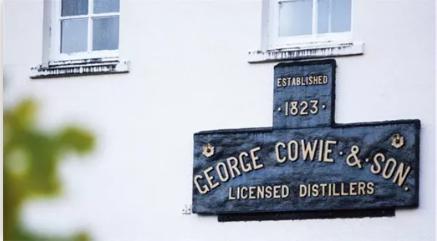 ESTABLISHED
·1823·
GEORGE COWIE·&·SON.
LICENSED DISTILLERS